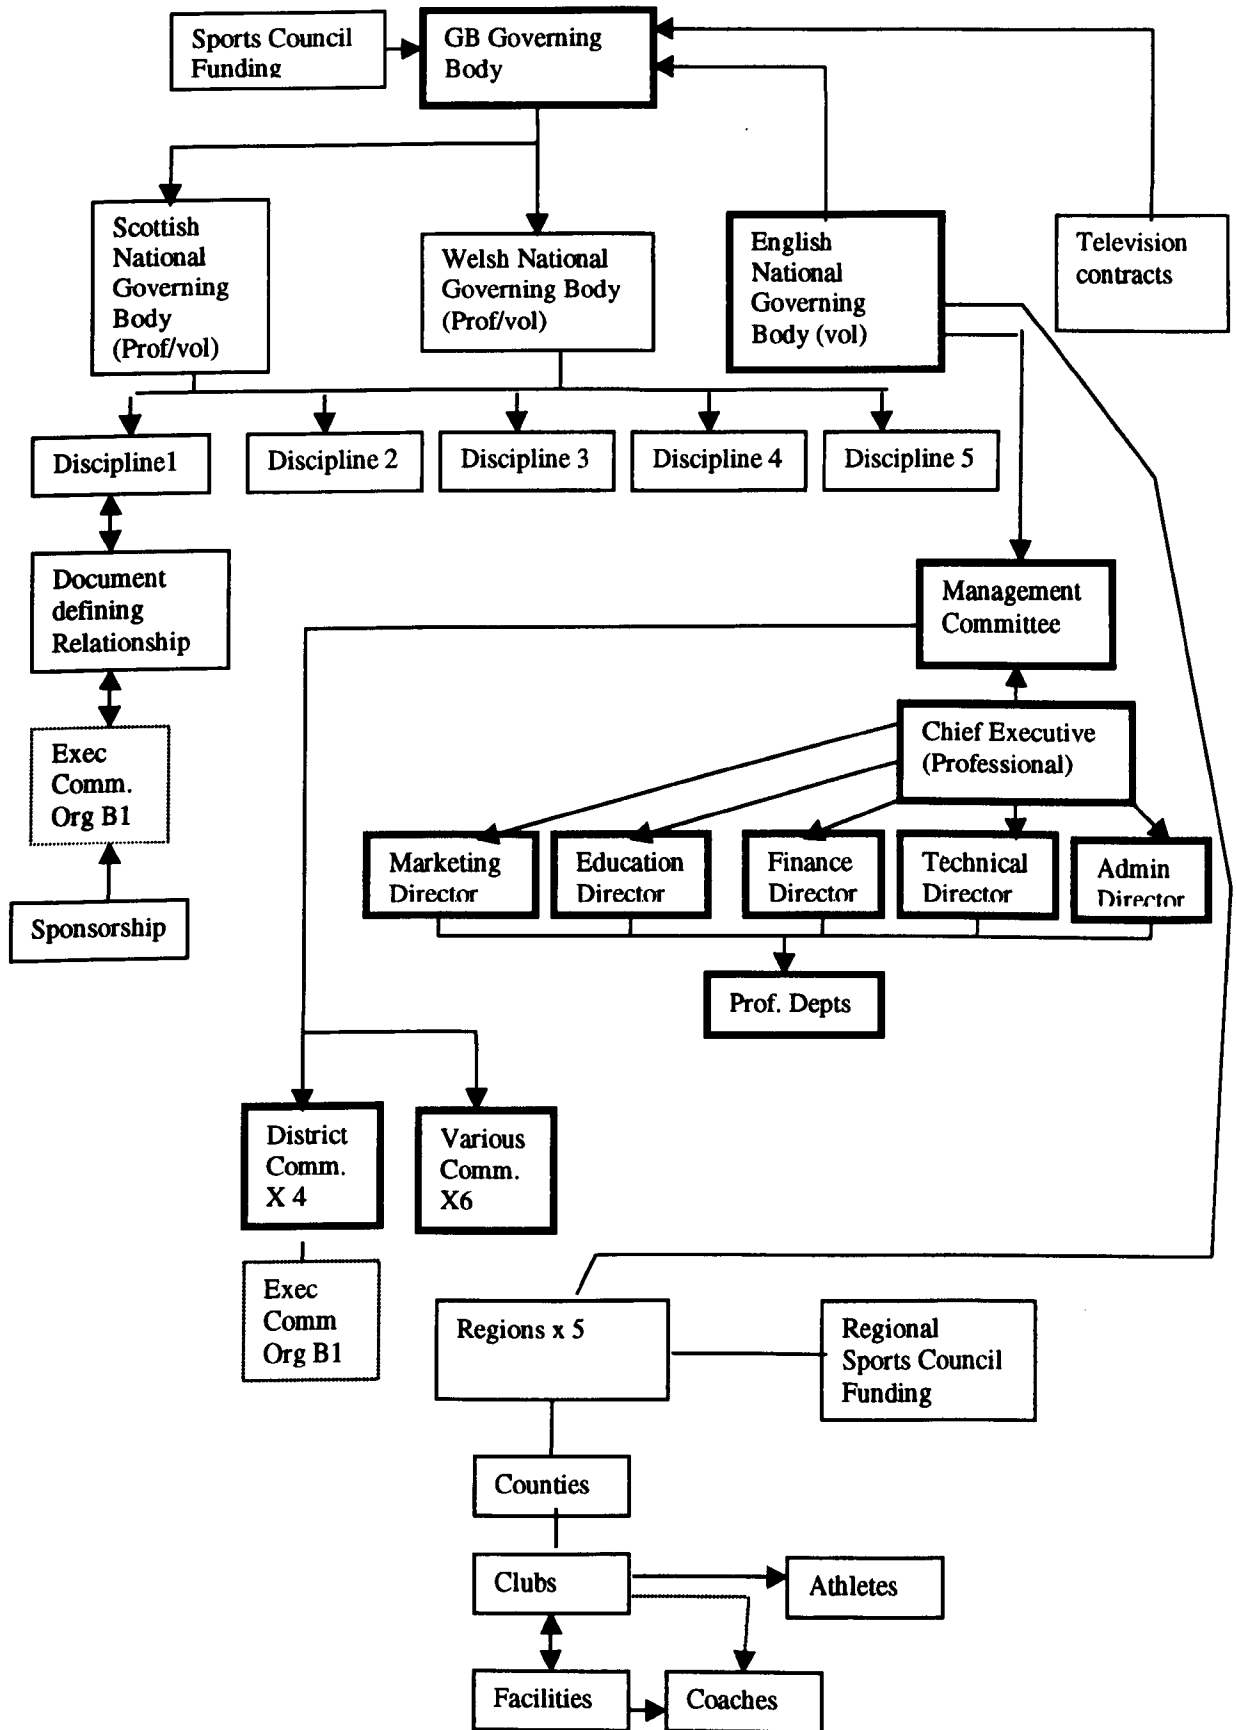 Sports Council
Funding
GB Governing
Body
Scottish
National
Governing
Body
(Prof/vol)
Welsh National
Governing Body
(Prof/vol)
English
National
Governing
Body (vol)
Television
contracts
Discipline1
Discipline 2
Discipline 3
Discipline 4
Discipline 5
Document
defining
Relationship
Management
Committee
Exec
Comm.
Org B1
Chief Executive
(Professional)
Sponsorship
Marketing
Director
Education
Director
Finance
Director
Technical
Director
Admin
Director
Prof. Depts
District
Comm.
X 4
Various
Comm.
X6
Exec
Comm
Org B1
Regions x 5
Regional
Sports Council
Funding
Counties
Clubs
Athletes
Facilities
Coaches